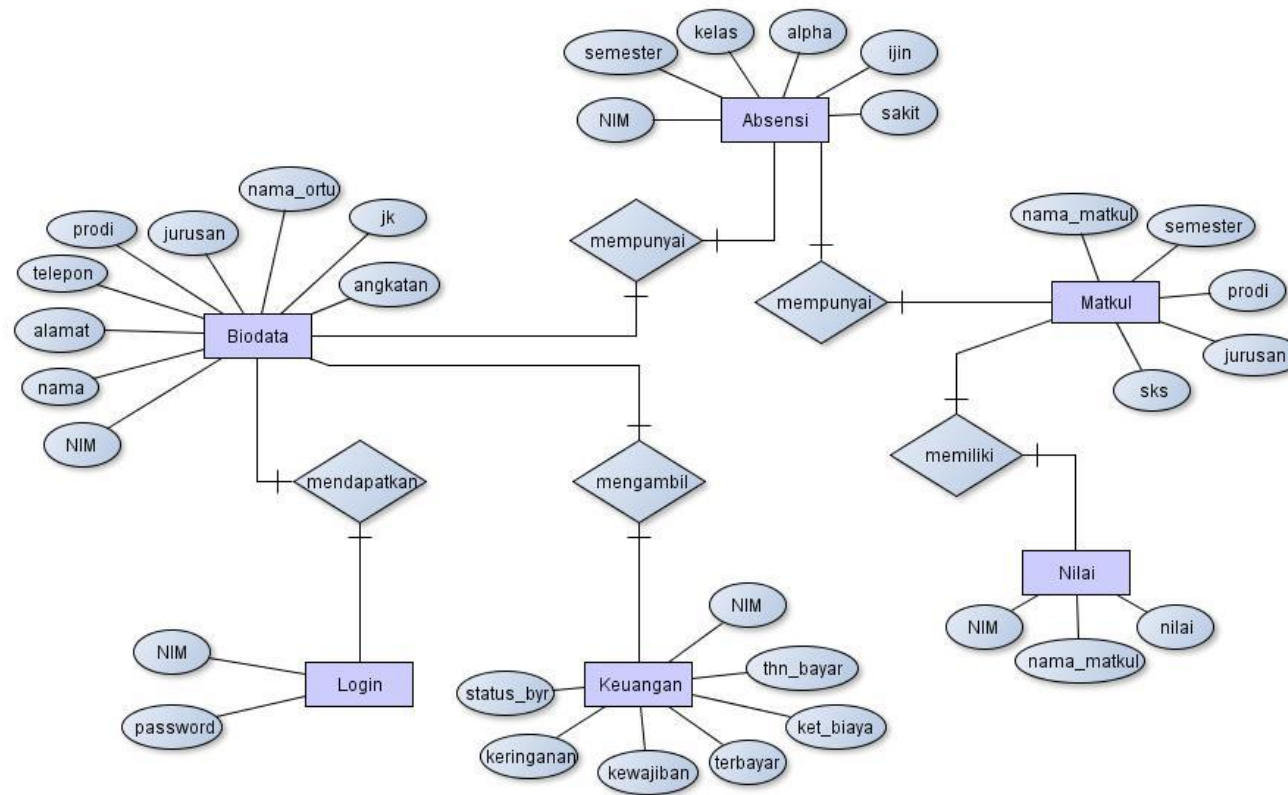 kelas
alpha
semester
ijin
NIM
Absensi
sakit
nama_ortu
prodi
jurusan
jk
telepon
angkatan
alamat
Biodata
nama
NIM
mempunyai
mempunyai
nama_matkul
semester
prodi
Matkul
jurusan
sks
mendapatkan
mengambil
memiliki
Nilai
NIM
nilai
nama_matkul
NIM
Login
password
NIM
thn_bayar
status_byr
Keuangan
ket_biaya
keringanan
kewajiban
terbayar